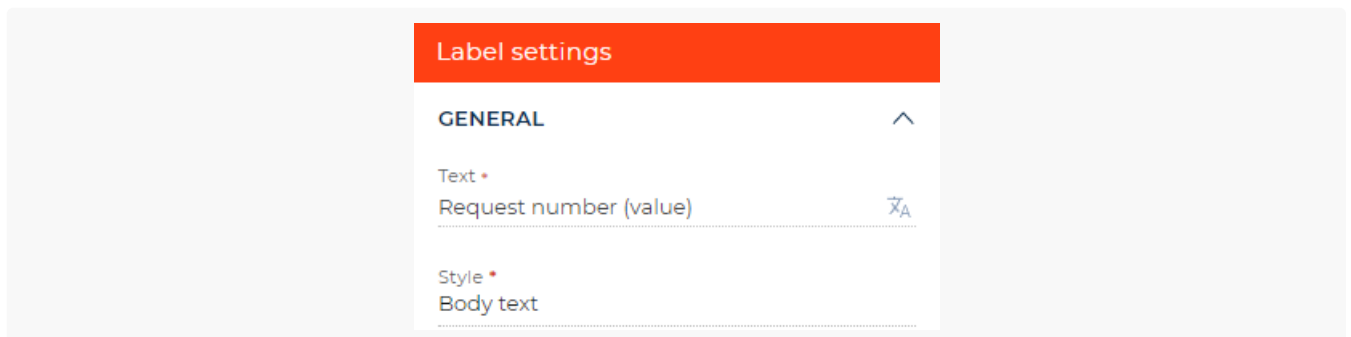 Label settings
GENERAL
Text *
Request number (value)
Style *
Body text